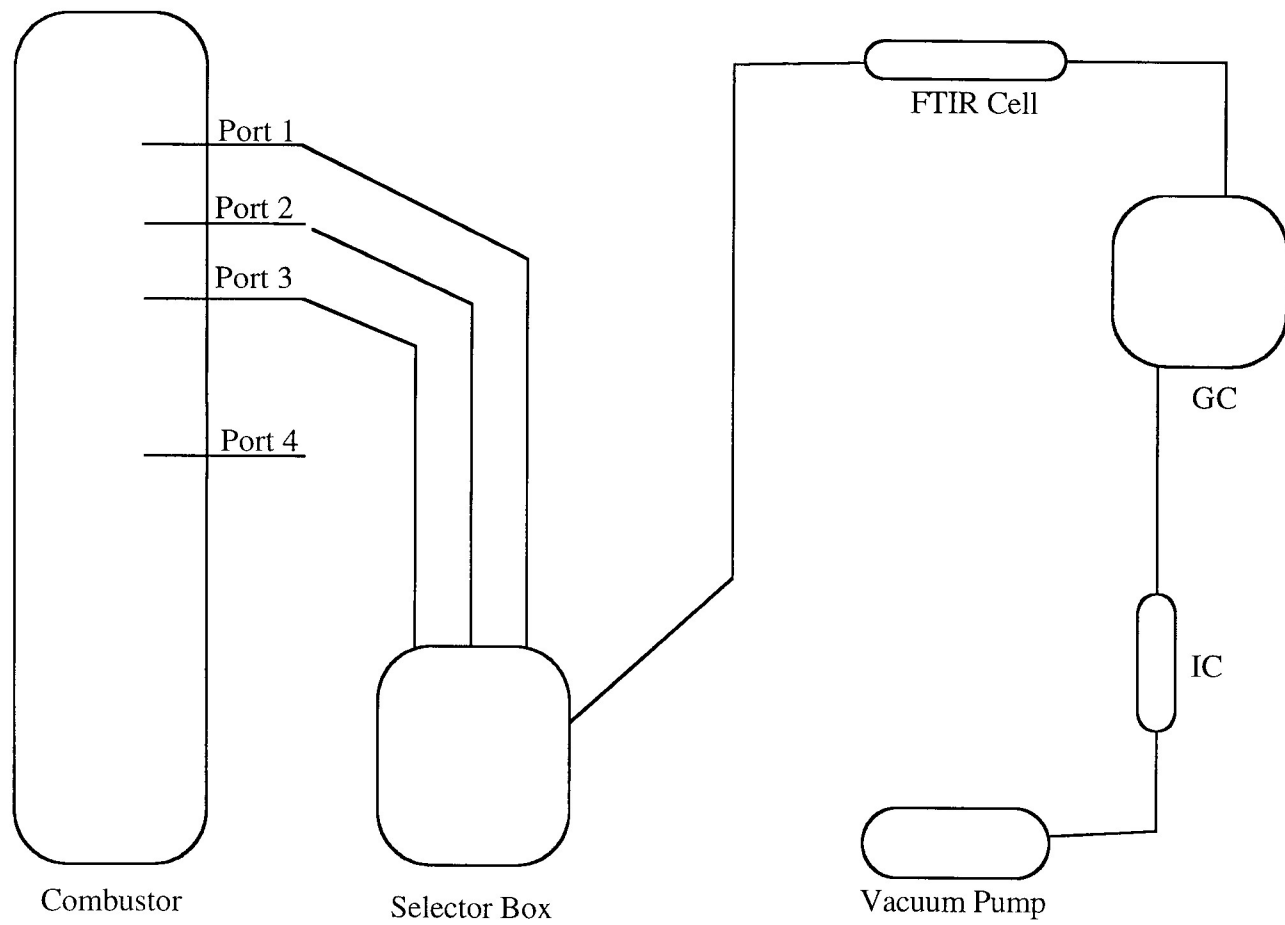 Port 1
Port 2
Port 3
Port 4
FTIR Cell
GC
IC
Combustor
Selector Box
Vacuum Pump